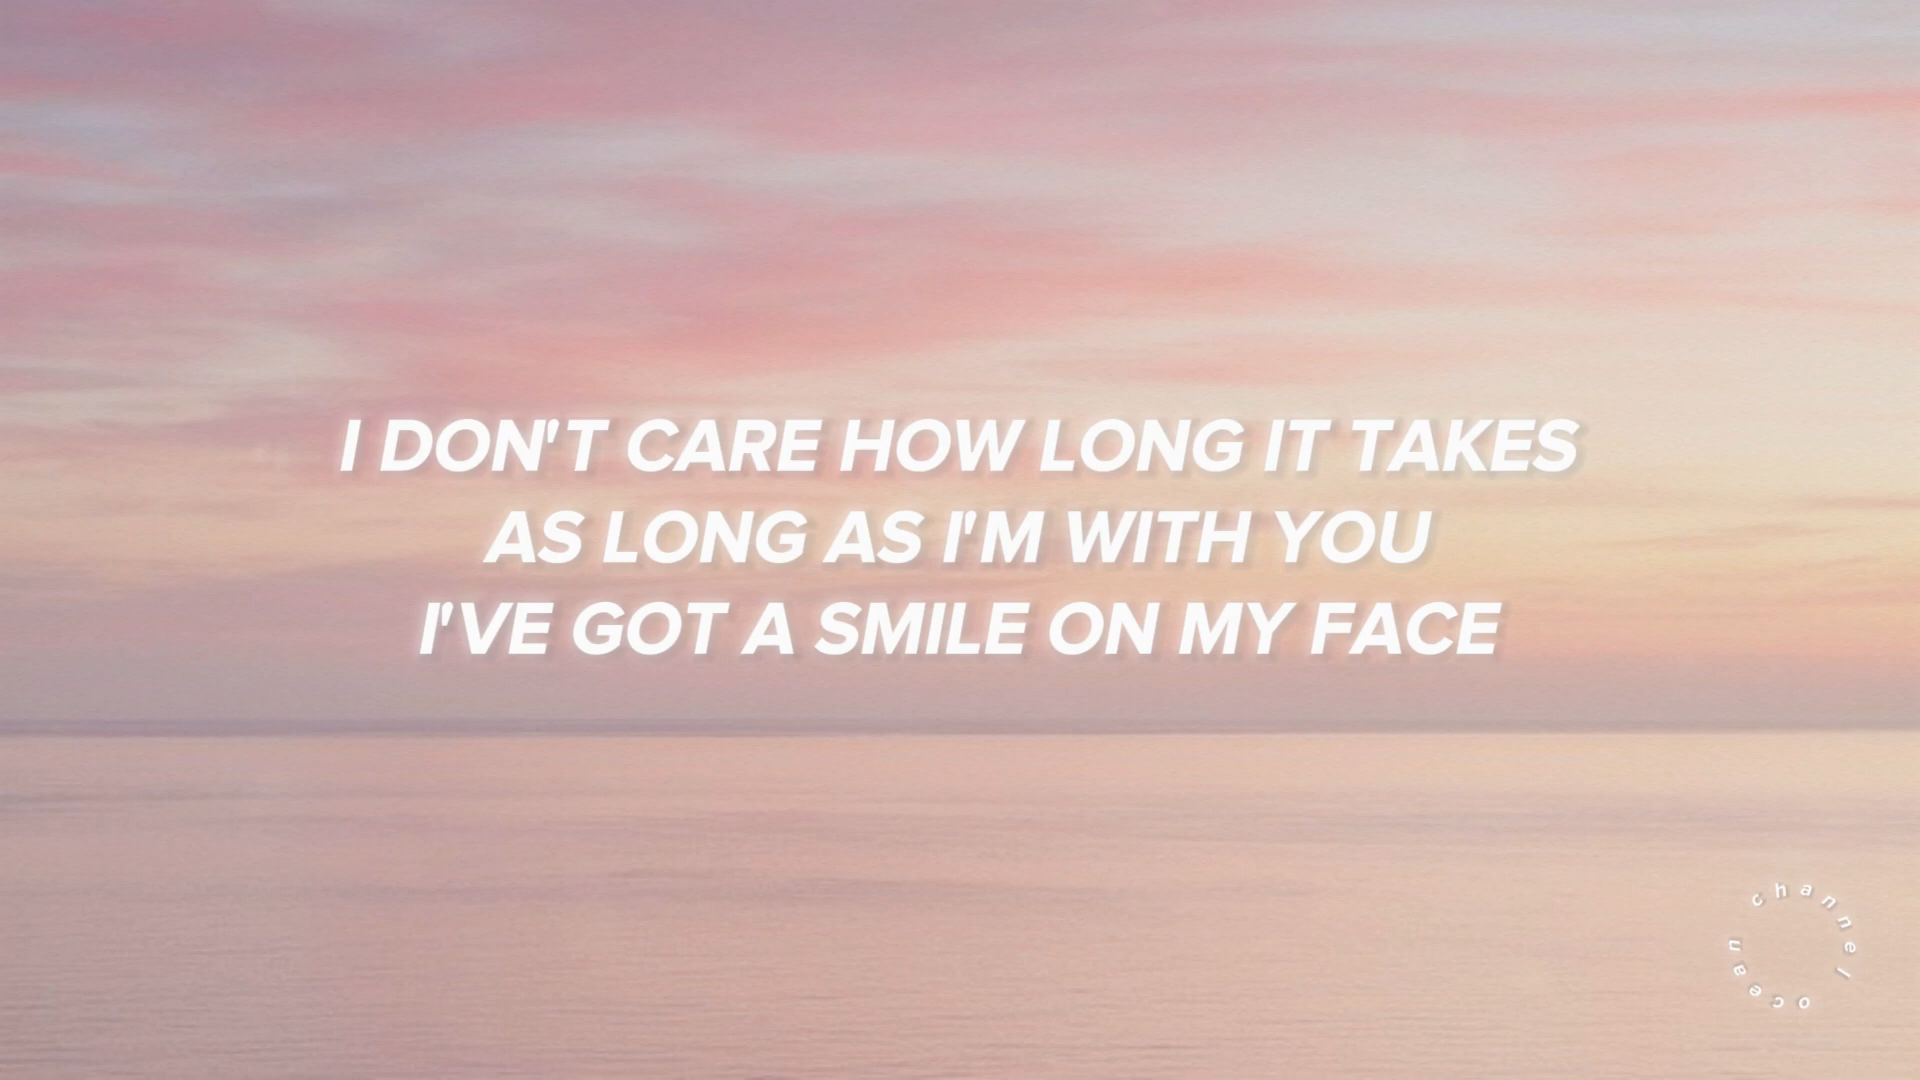 I DON'T CARE HOW LONG IT TAKES
AS LONG AS I'M WITH YOU
I'VE GOT A SMILE ON MY FACE
channel ocean